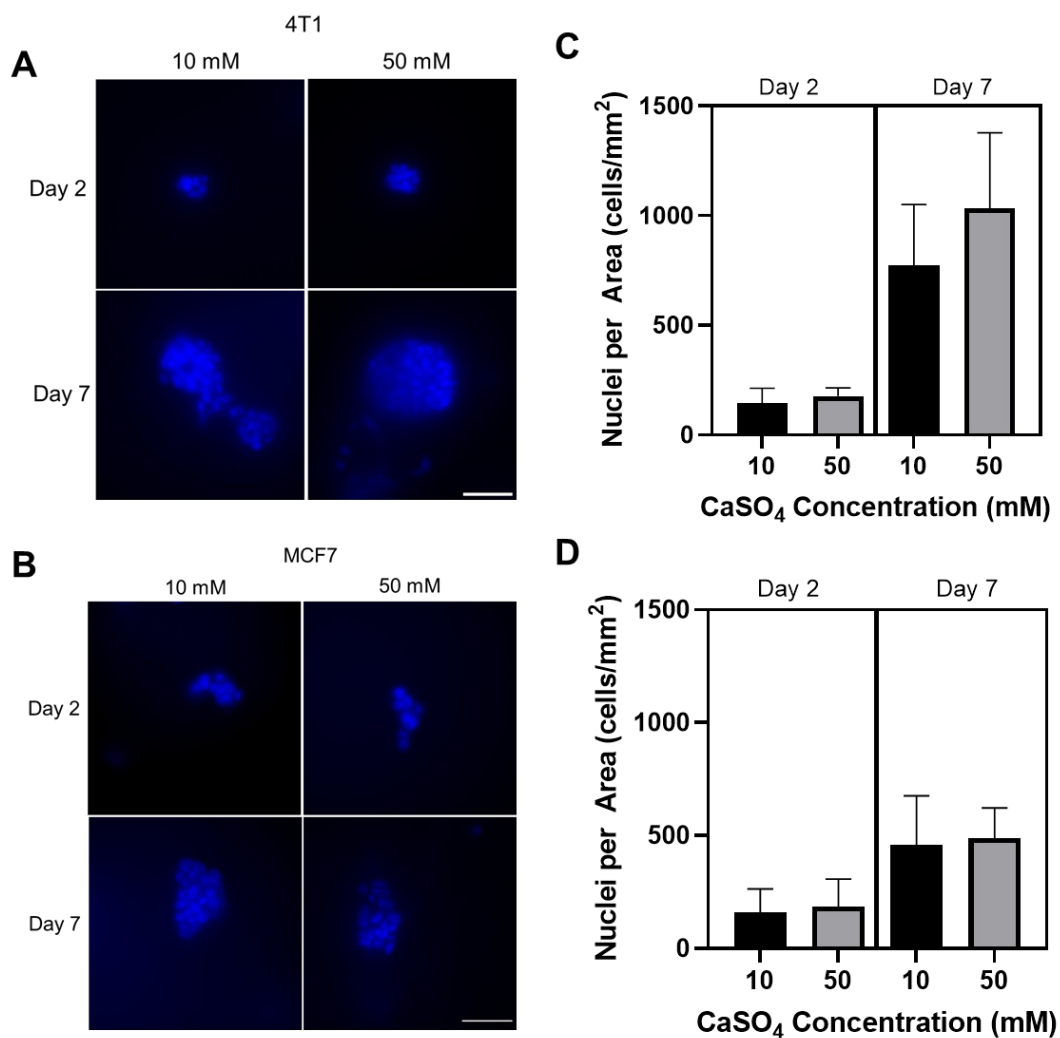 4T1
A
10 mM
50 mM
Day 2
Day 7
B
MCF7
10 mM
50 mM
Day 2
Day 7
C
Day 2
Day 7
Nuclei per Area (cells/mm²)
1500
1000
500
0
10
50
10
50
CaSO₄ Concentration (mM)
D
Day 2
Day 7
Nuclei per Area (cells/mm²)
1500
1000
500
0
10
50
10
50
CaSO₄ Concentration (mM)